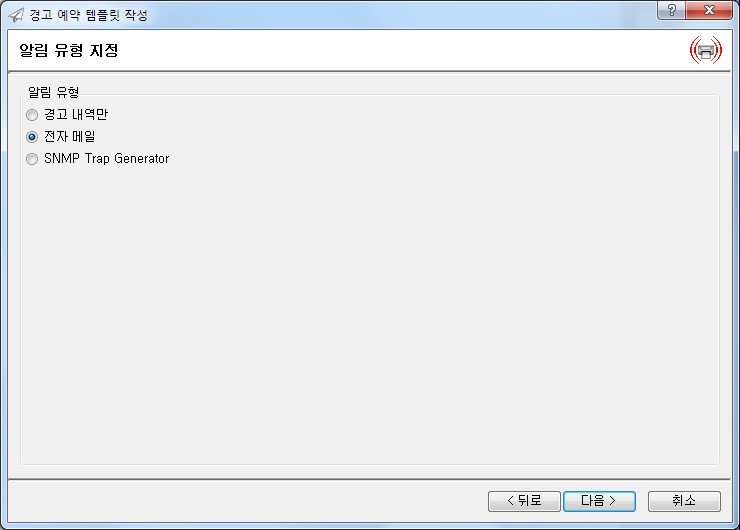 경고 예약 템플릿 작성
?
알림 유형 지정
알림 유형
경고 내역만
전자 메일
SNMP Trap Generator
< 뒤로
다음 >
취소